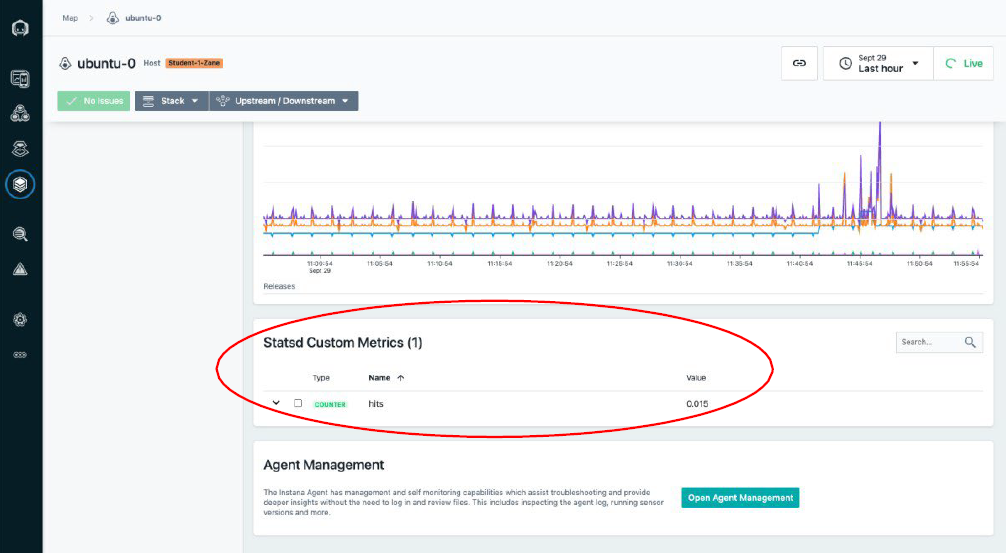 Map > ubuntu-0
ubuntu-0 Host Student-1-Zone
Sept 29
Last hour
Live
No Issues Stack Upstream / Downstream
11:00:54 11:05:54 11:10:54 11:15:54 11:20:54 11:25:54 11:30:54 11:35:54 11:40:54 11:45:54 11:50:54 11:55:54
Sept 29
Releases
Statsd Custom Metrics (1)
Search...
Type Name ↑ Value
COUNTER hits 0.015
Agent Management
The Instana Agent has management and self monitoring capabilities which assist troubleshooting and provide
deeper insights without the need to log in and review files. This includes inspecting the agent log, running sensor
versions and more.
Open Agent Management